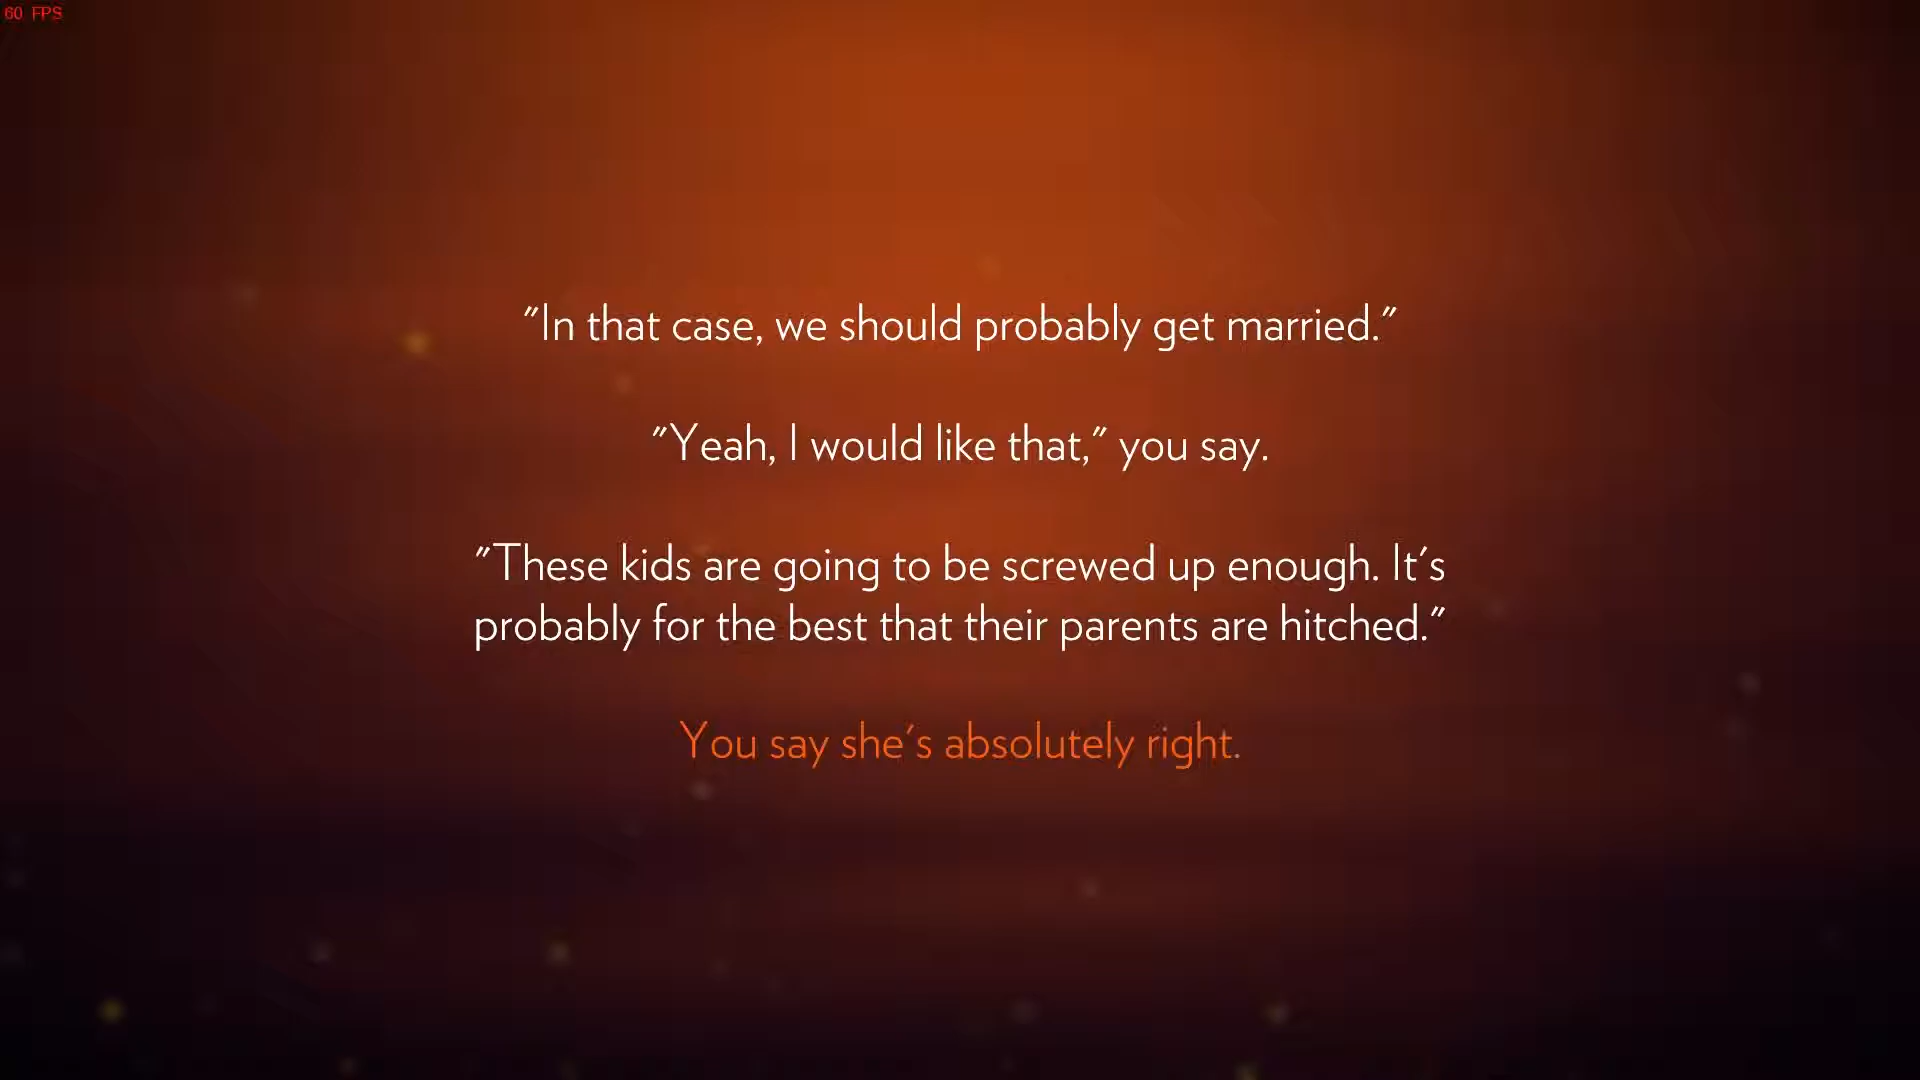 60 FPS
"In that case, we should probably get married."
"Yeah, I would like that," you say.
"These kids are going to be screwed up enough. It's
probably for the best that their parents are hitched."
You say she's absolutely right.